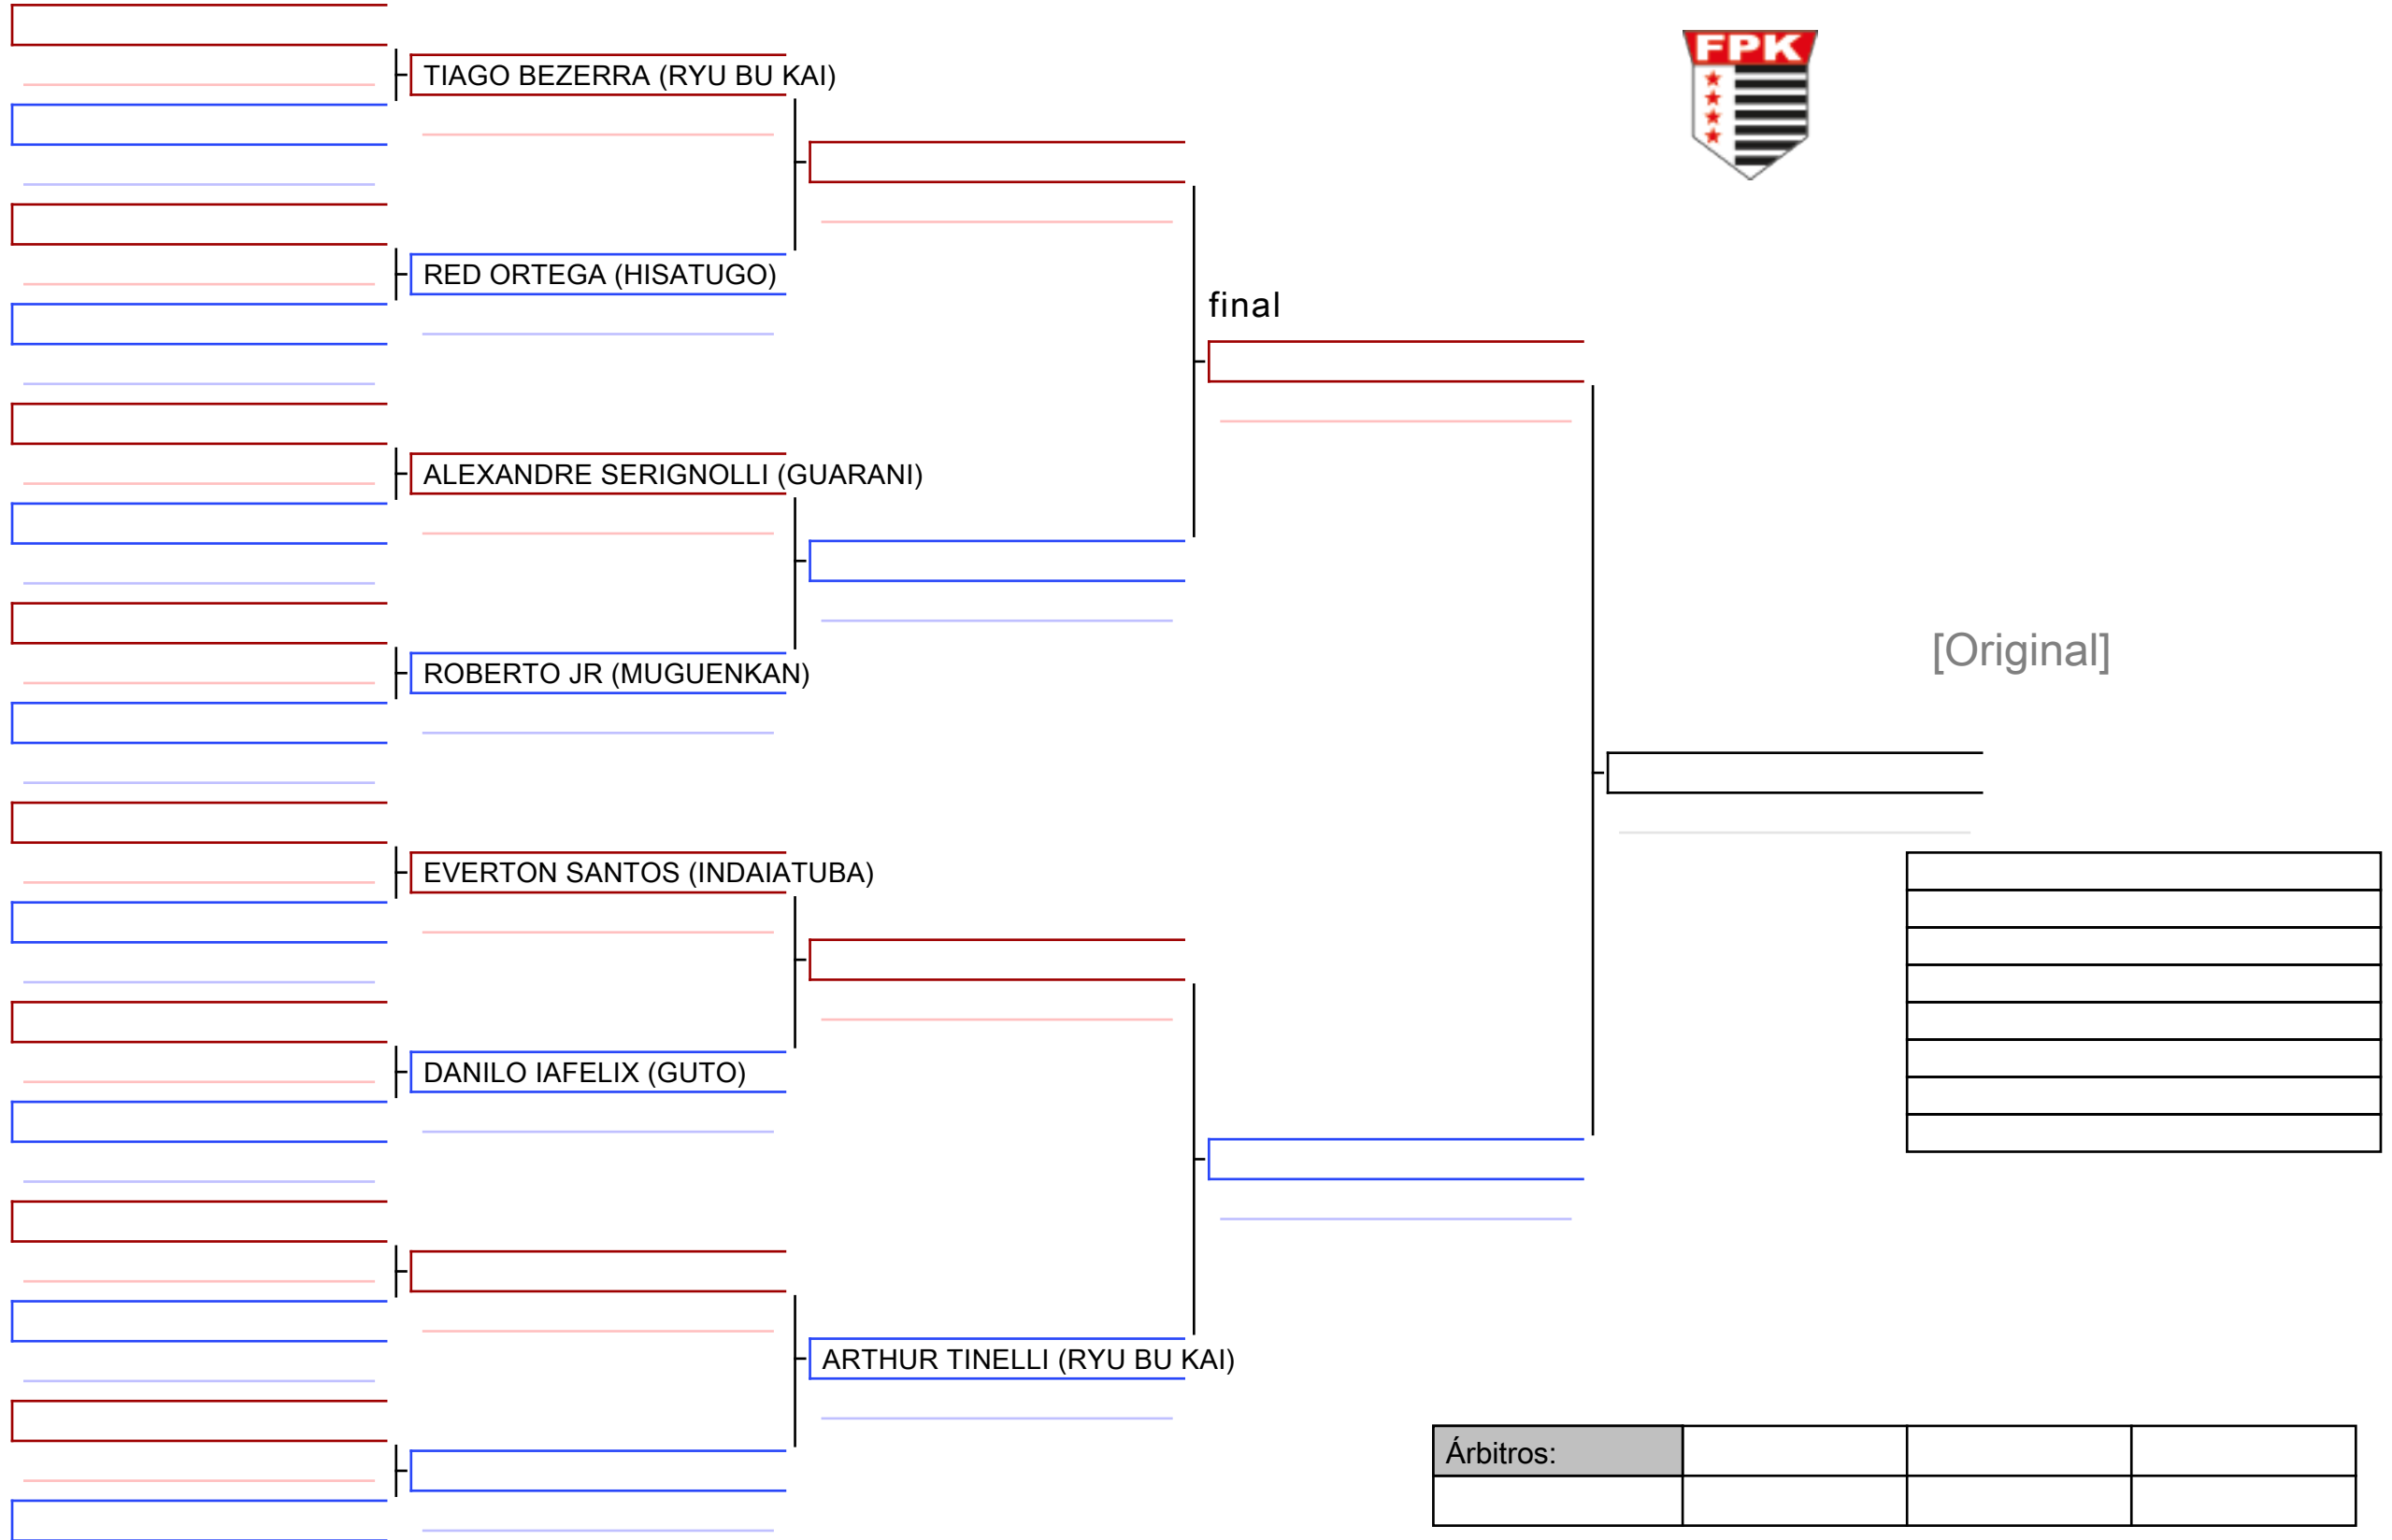 FPK
TIAGO BEZERRA (RYU BU KAI)
RED ORTEGA (HISATUGO)
final
ALEXANDRE SERIGNOLLI (GUARANI)
[Original]
ROBERTO JR (MUGUENKAN)
EVERTON SANTOS (INDAIATUBA)
DANILO IAFELIX (GUTO)
ARTHUR TINELLI (RYU BU KAI)
Árbitros: